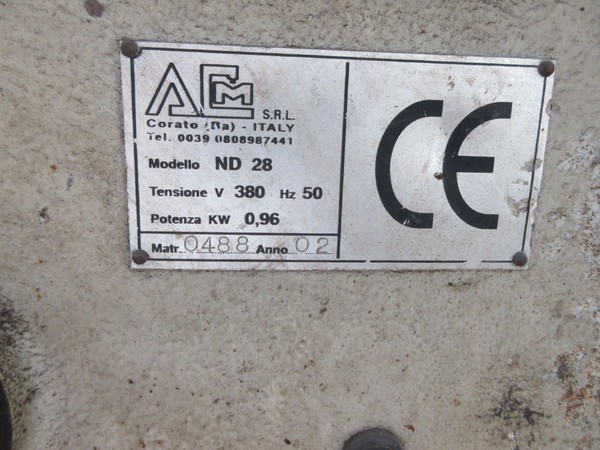 ACM S.R.L.
Corato (Ba) - ITALY
Tel. 0039 0808987441
Modello ND 28
Tensione V 380 Hz 50
Potenza KW 0,96
Matr. 0488 Anno 02
CE